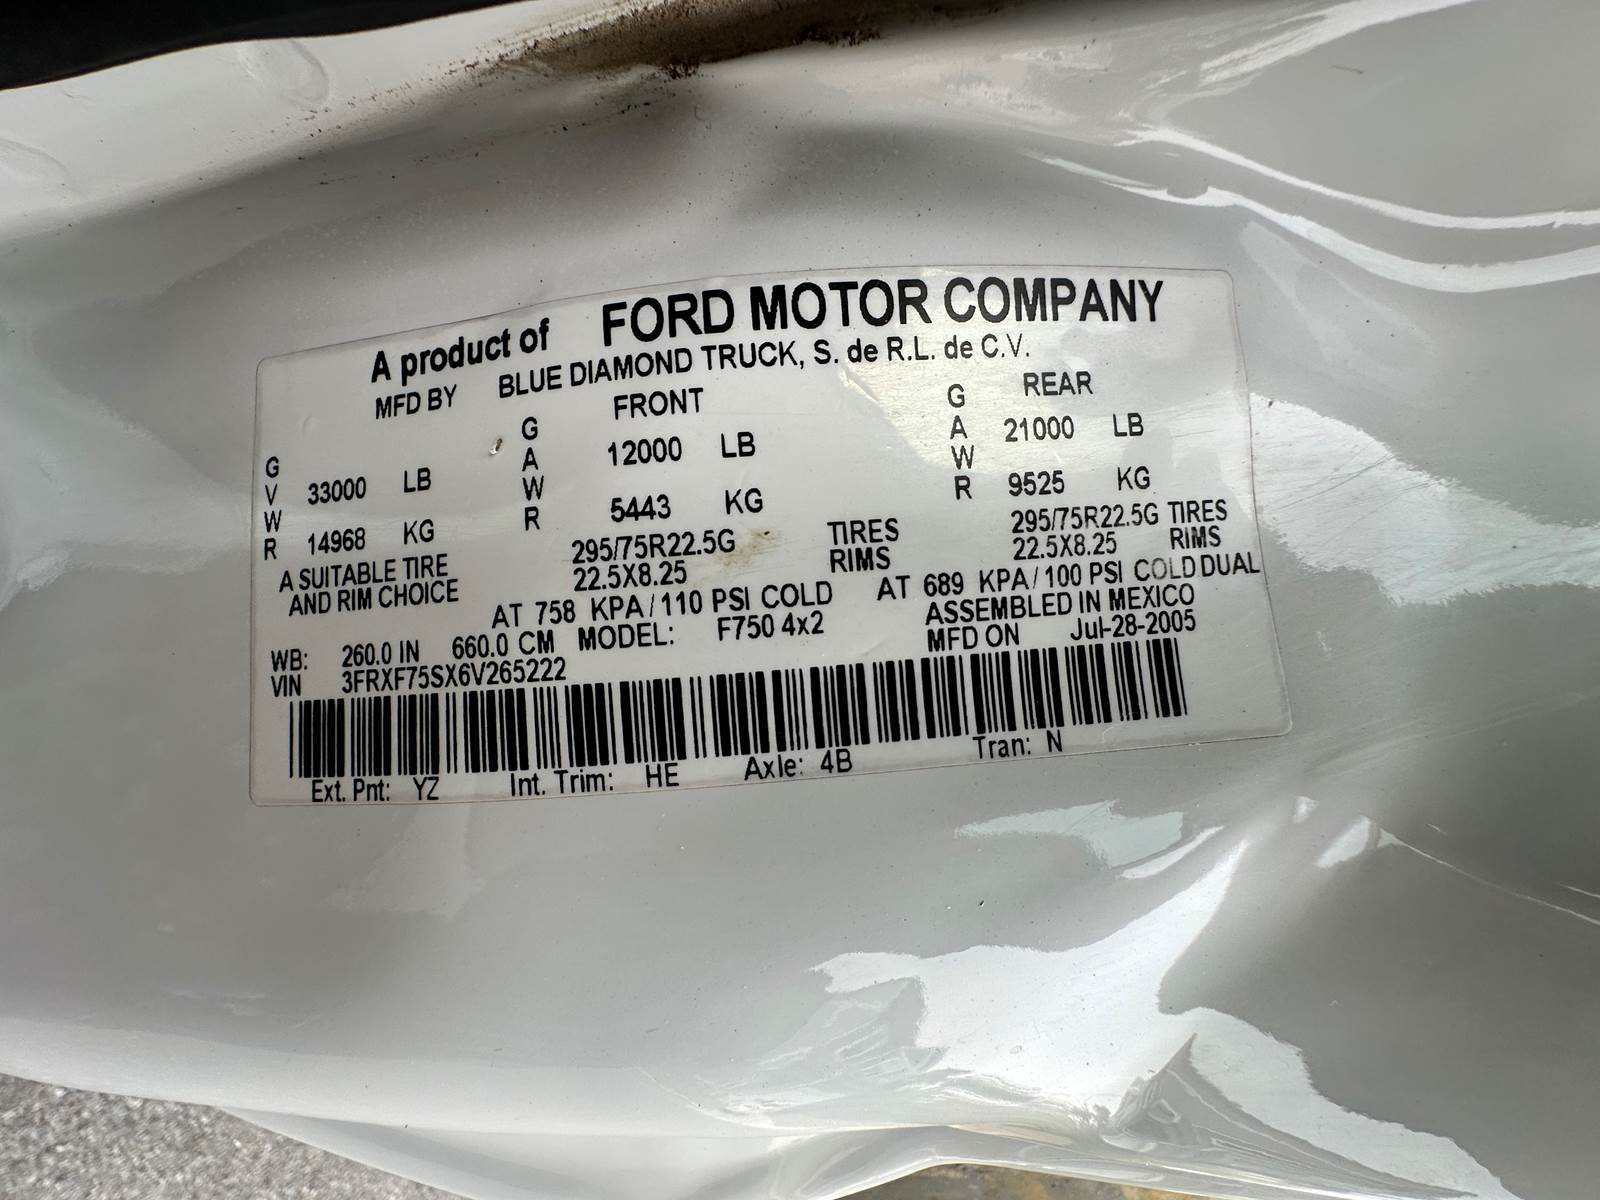 A product of FORD MOTOR COMPANY
MFD BY BLUE DIAMOND TRUCK, S. de R.L. de C.V.
GVWR 33000 LB 14968 KG
FRONT GAWR 12000 LB 5443 KG
REAR GAWR 21000 LB 9525 KG
A SUITABLE TIRE 295/75R22.5G TIRES 295/75R22.5G TIRES
AND RIM CHOICE 22.5X8.25 RIMS 22.5X8.25 RIMS
AT 758 KPA/110 PSI COLD AT 689 KPA/100 PSI COLD DUAL
WB: 260.0 IN 660.0 CM MODEL: F750 4x2 ASSEMBLED IN MEXICO
VIN 3FRXF75SX6V265222 MFD ON Jul-28-2005
Ext. Pnt: YZ Int. Trim: HE Axle: 4B Tran: N